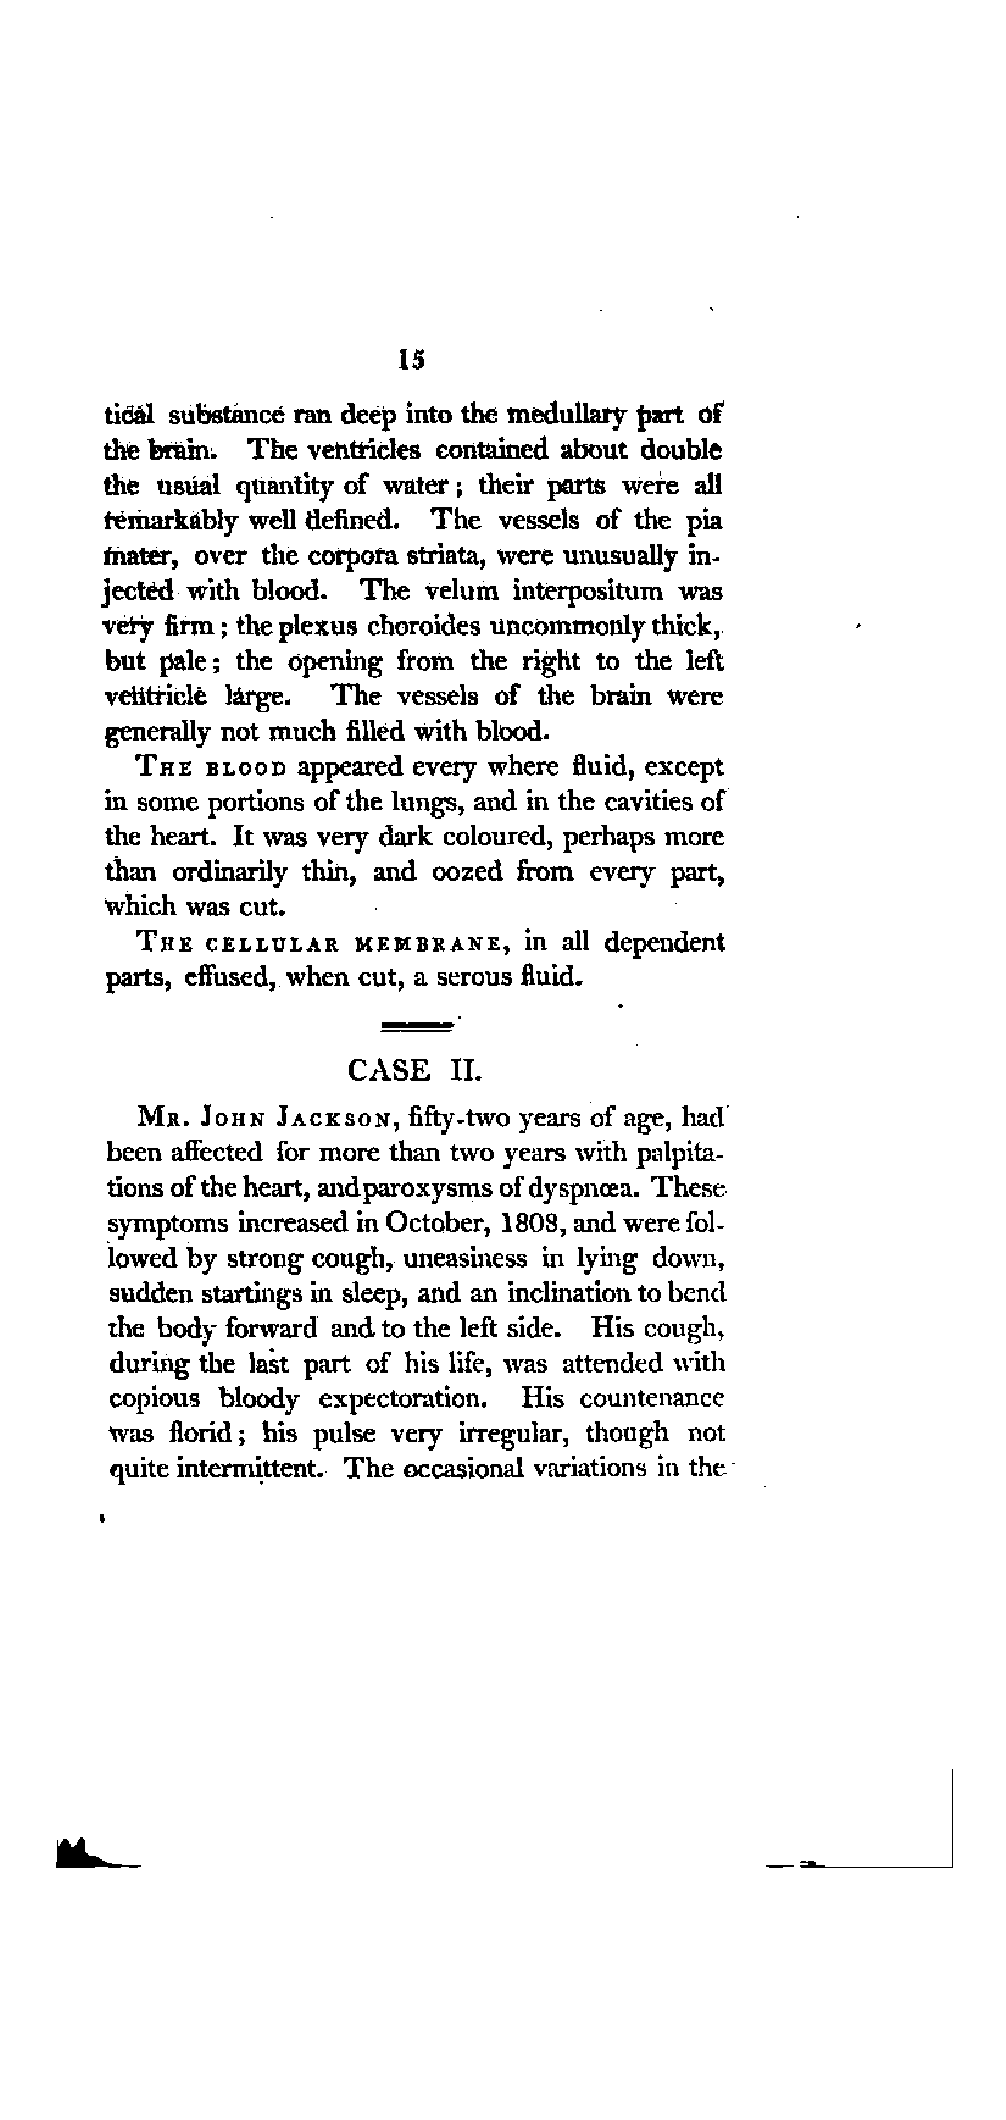 15
tical substance ran deep into the medullary part of
the brain. The ventricles contained about double
the usual quantity of water; their parts were all
remarkably well defined. The vessels of the pia
mater, over the corpora striata, were unusually in-
jected with blood. The velum interpositum was
very firm; the plexus choroides uncommonly thick,
but pale; the opening from the right to the left
ventricle large. The vessels of the brain were
generally not much filled with blood.
THE BLOOD appeared every where fluid, except
in some portions of the lungs, and in the cavities of
the heart. It was very dark coloured, perhaps more
than ordinarily thin, and oozed from every part,
which was cut.
THE CELLULAR MEMBRANE, in all dependent
parts, effused, when cut, a serous fluid.
CASE II.
MR. JOHN JACKSON, fifty-two years of age, had
been affected for more than two years with palpita-
tions of the heart, and paroxysms of dyspnœa. These
symptoms increased in October, 1808, and were fol-
lowed by strong cough, uneasiness in lying down,
sudden startings in sleep, and an inclination to bend
the body forward and to the left side. His cough,
during the last part of his life, was attended with
copious bloody expectoration. His countenance
was florid; his pulse very irregular, though not
quite intermittent. The occasional variations in the